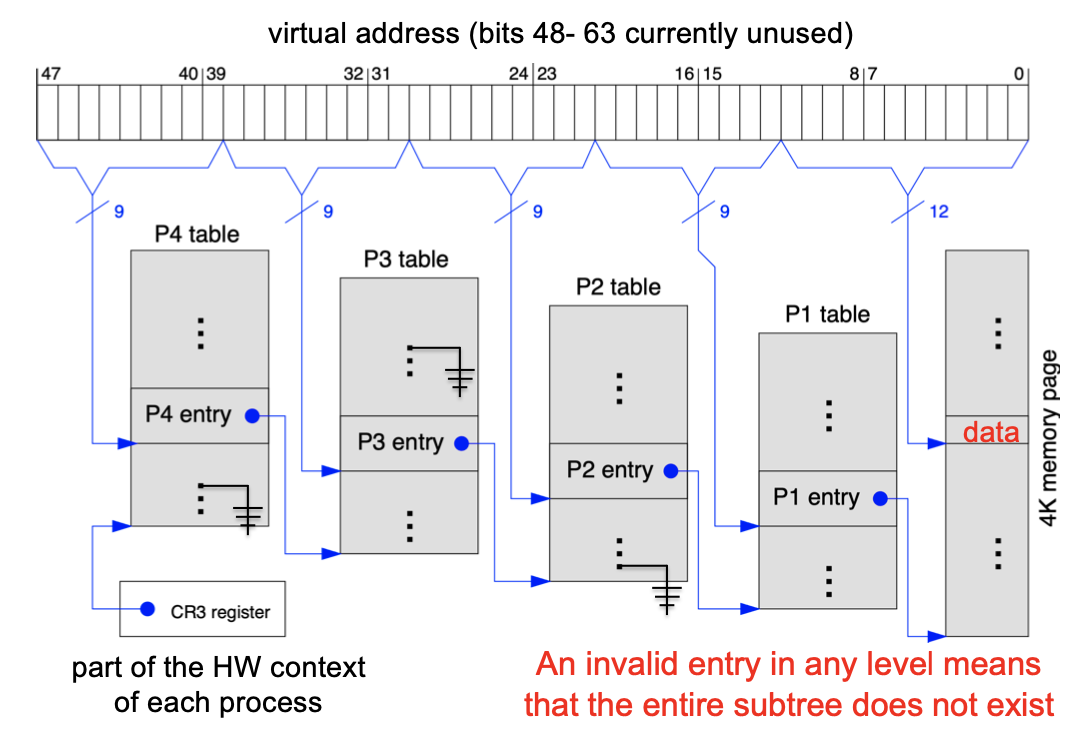 virtual address (bits 48- 63 currently unused)
47 40 39 32 31 24 23 16 15 8 7 0
9 9 9 9 12
P4 table
P3 table
P2 table
P1 table
P4 entry
P3 entry
P2 entry
P1 entry
data
4K memory page
CR3 register
part of the HW context
of each process
An invalid entry in any level means
that the entire subtree does not exist